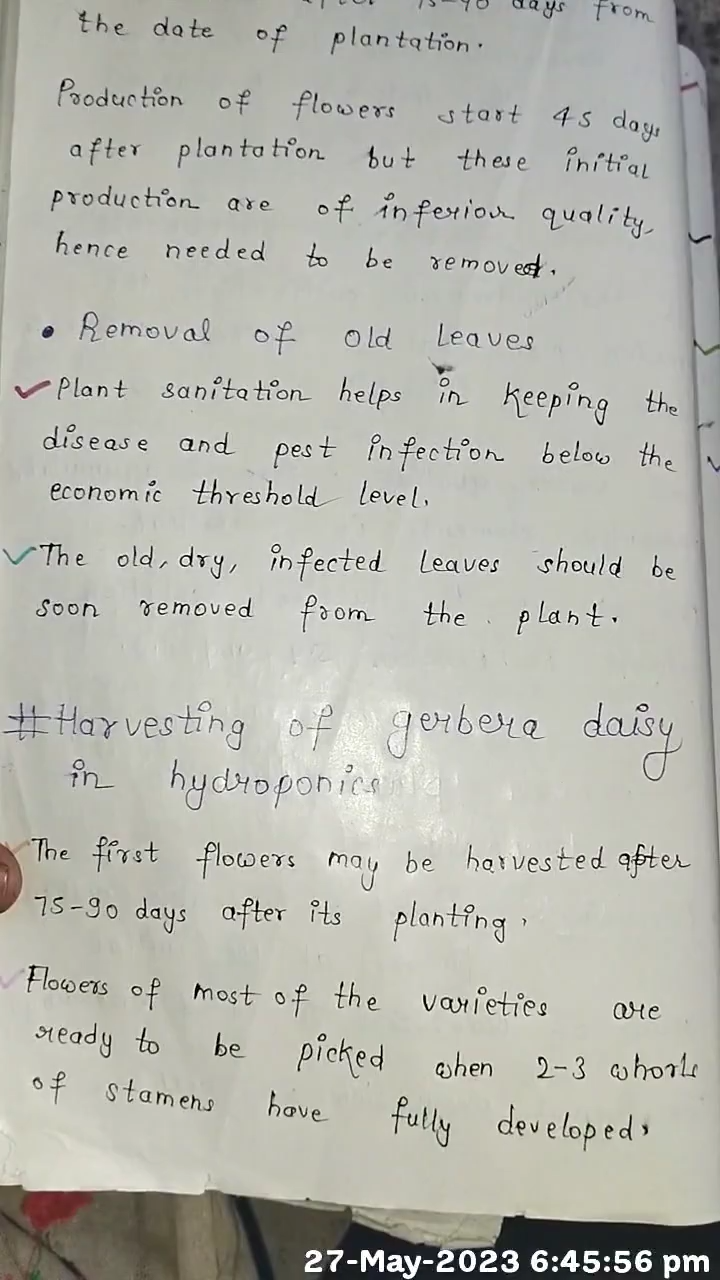 75-90 days from
the date of plantation.
Production of flowers start 45 days
after plantation but these initial
production are of inferior quality,
hence needed to be removed.
• Removal of old leaves
Plant sanitation helps in keeping the
disease and pest infection below the
economic threshold level.
The old, dry, infected leaves should be
soon removed from the plant.
#Harvesting of gerbera daisy
in hydroponics
The first flowers may be harvested after
75-90 days after its planting,
Flowers of most of the varieties are
ready to be picked when 2-3 whorls
of stamens have fully developed,
27-May-2023 6:45:56 pm